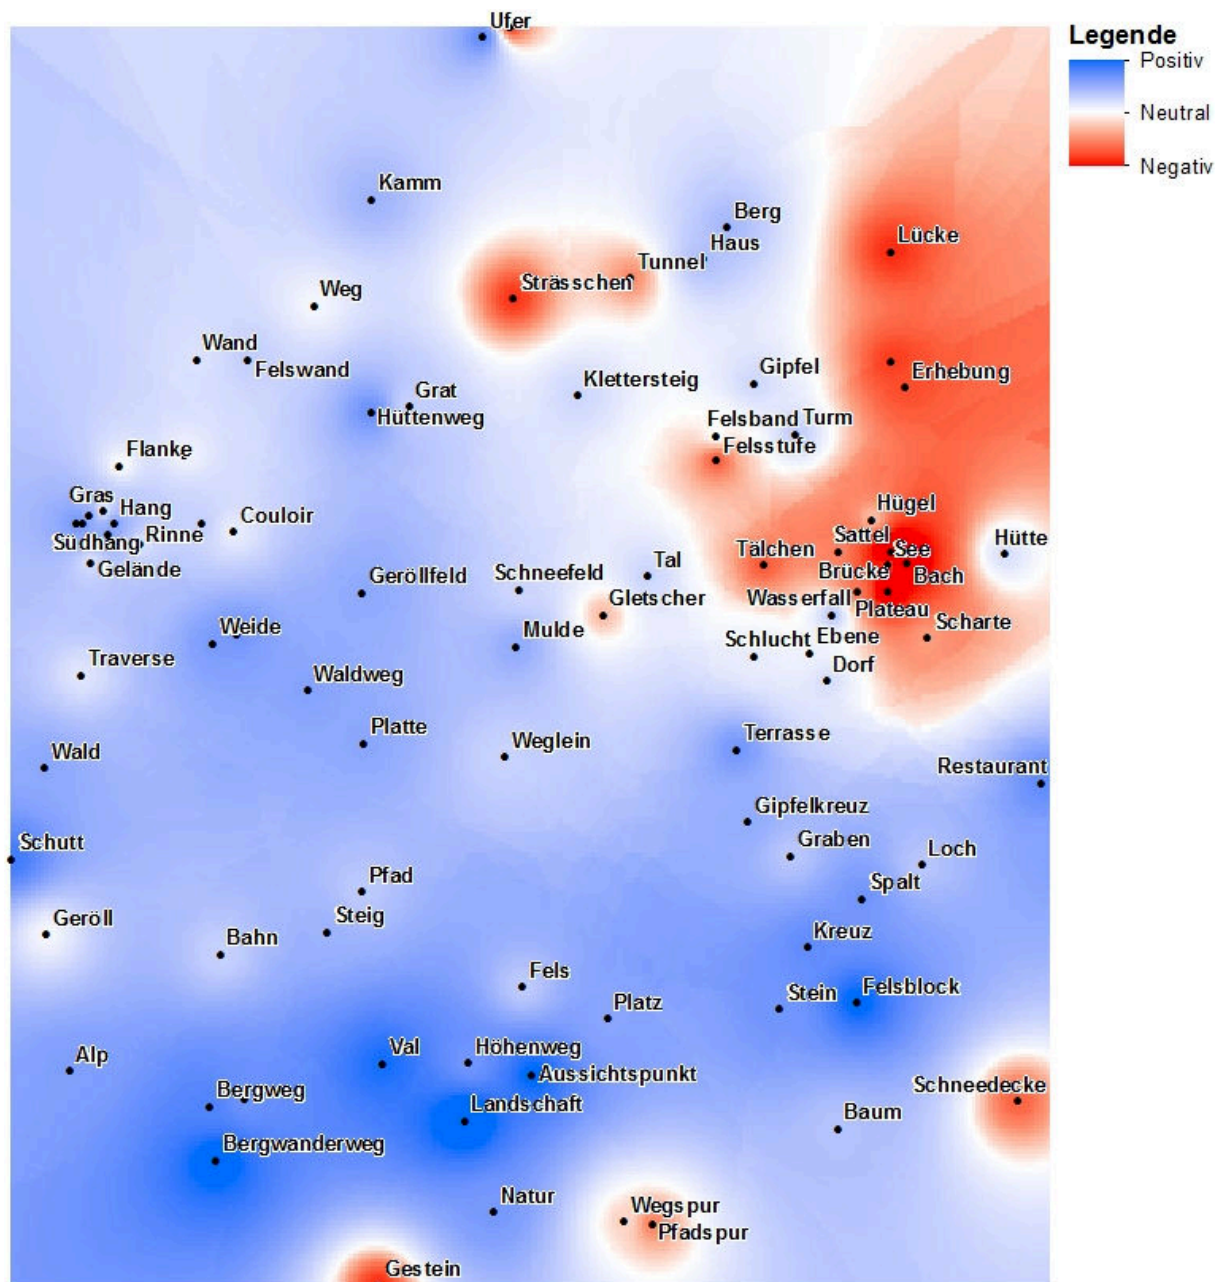 Ufer
Legende
Positiv
Neutral
Negativ
Kamm
Berg
Haus
Lücke
Tunnel
Strässchen
Weg
Wand
Felswand
Klettersteig
Gipfel
Erhebung
Grat
Hüttenweg
Felsband
Turm
Felsstufe
Flanke
Gras
Hang
Couloir
Hügel
Südhang
Rinne
Sattel
See
Hütte
Gelände
Geröllfeld
Schneefeld
Tal
Tälchen
Brücke
Bach
Gletscher
Wasserfall
Plateau
Scharte
Weide
Mulde
Schlucht
Ebene
Traverse
Waldweg
Dorf
Platte
Weglein
Terrasse
Wald
Restaurant
Gipfelkreuz
Schutt
Graben
Loch
Pfad
Spalt
Geröll
Steig
Bahn
Kreuz
Fels
Platz
Stein
Felsblock
Alp
Val
Höhenweg
Aussichtspunkt
Bergweg
Landschaft
Schneedecke
Baum
Bergwanderweg
Natur
Wegspur
Pfadspur
Gestein